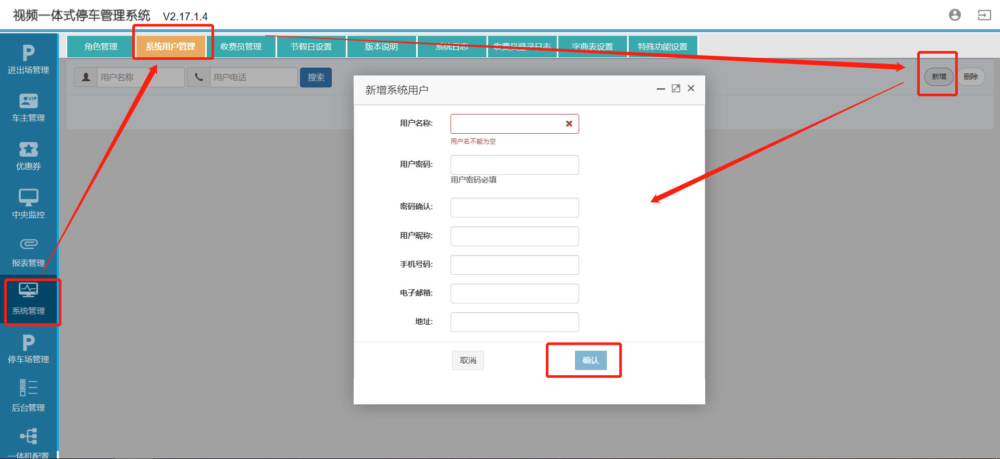 视频一体式停车管理系统 V2.17.1.4
角色管理 系统用户管理 收费员管理 节假日设置 版本说明 系统日志 收费员登录日志 字典表设置 特殊功能设置
用户名称 用户电话 搜索 新增 删除
进出场管理
VIP
车主管理
优惠券
中央监控
报表管理
系统管理
停车场管理
后台管理
一体机配置
新增系统用户
用户名称:
用户名不能为空
用户密码:
用户密码必填
密码确认:
用户昵称:
手机号码:
电子邮箱:
地址:
取消 确认